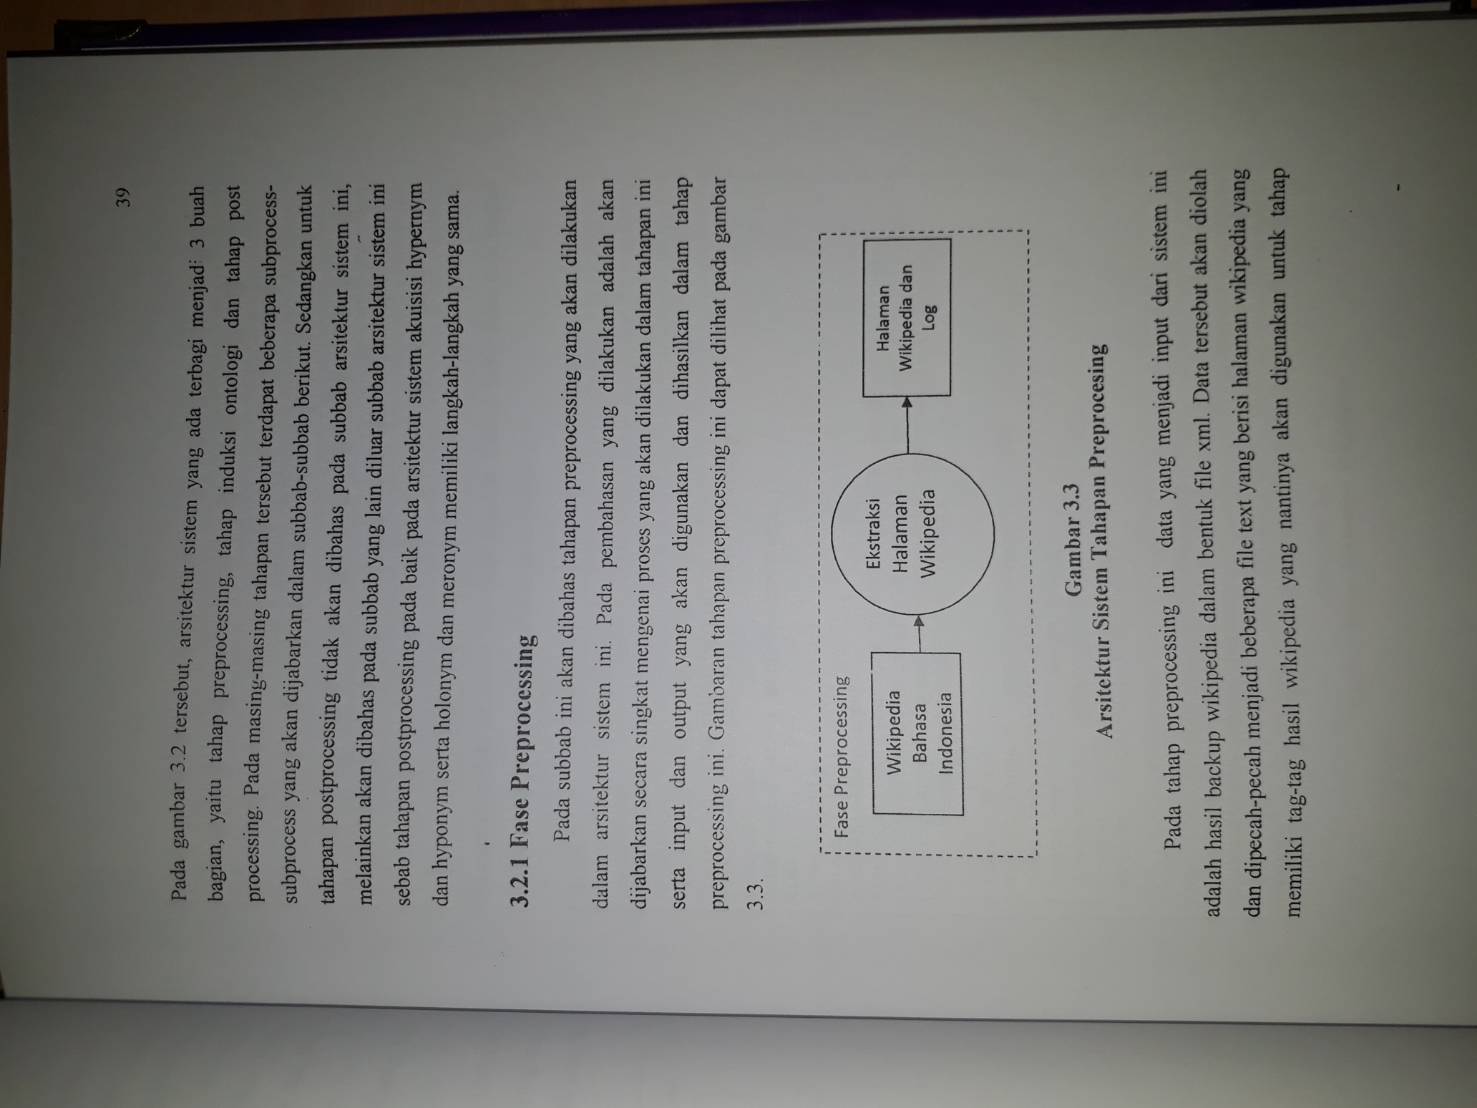 39
Pada gambar 3.2 tersebut, arsitektur sistem yang ada terbagi menjadi 3 buah
bagian, yaitu tahap preprocessing, tahap induksi ontologi dan tahap post
processing. Pada masing-masing tahapan tersebut terdapat beberapa subprocess-
subprocess yang akan dijabarkan dalam subbab-subbab berikut. Sedangkan untuk
tahapan postprocessing tidak akan dibahas pada subbab arsitektur sistem ini,
melainkan akan dibahas pada subbab yang lain diluar subbab arsitektur sistem ini
sebab tahapan postprocessing pada baik pada arsitektur sistem akuisisi hypernym
dan hyponym serta holonym dan meronym memiliki langkah-langkah yang sama.
3.2.1 Fase Preprocessing
Pada subbab ini akan dibahas tahapan preprocessing yang akan dilakukan
dalam arsitektur sistem ini. Pada pembahasan yang dilakukan adalah akan
dijabarkan secara singkat mengenai proses yang akan dilakukan dalam tahapan ini
serta input dan output yang akan digunakan dan dihasilkan dalam tahap
preprocessing ini. Gambaran tahapan preprocessing ini dapat dilihat pada gambar
3.3.
Fase Preprocessing
Wikipedia
Bahasa
Indonesia
Ekstraksi
Halaman
Wikipedia
Halaman
Wikipedia dan
Log
Gambar 3.3
Arsitektur Sistem Tahapan Preprocesing
Pada tahap preprocessing ini data yang menjadi input dari sistem ini
adalah hasil backup wikipedia dalam bentuk file xml. Data tersebut akan diolah
dan dipecah-pecah menjadi beberapa file text yang berisi halaman wikipedia yang
memiliki tag-tag hasil wikipedia yang nantinya akan digunakan untuk tahap